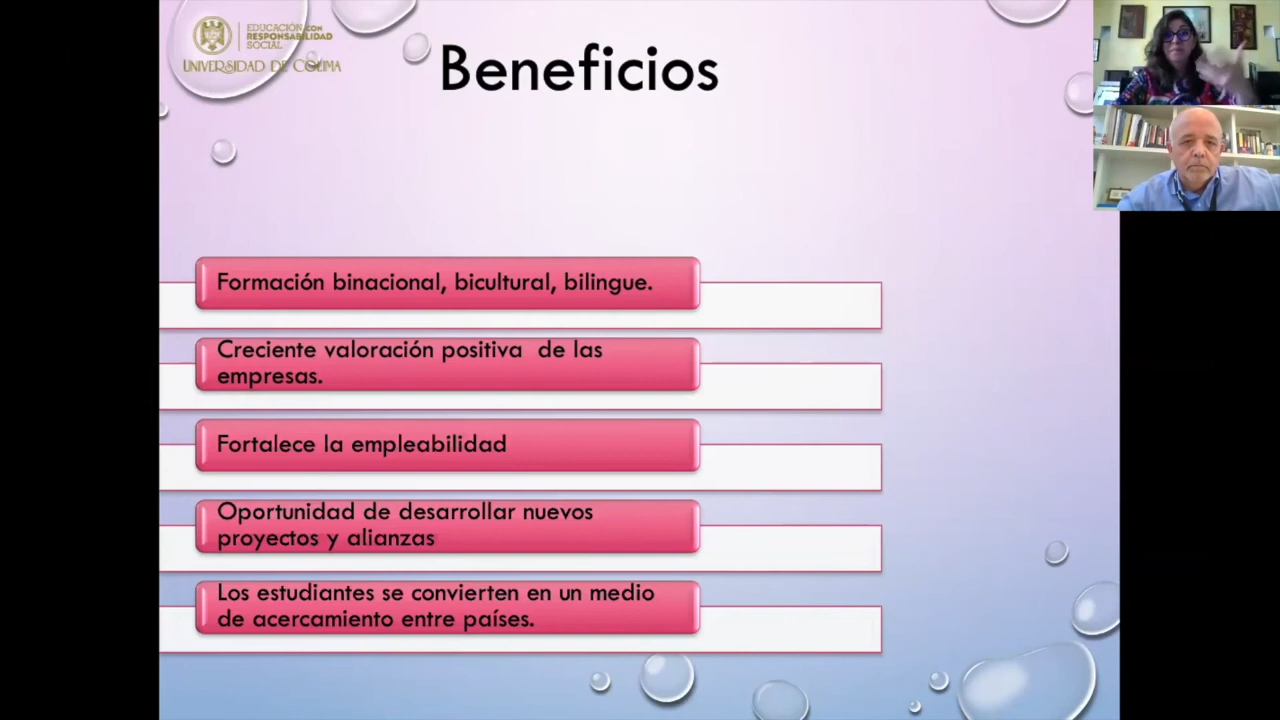 EDUCACIÓN CON
RESPONSABILIDAD
SOCIAL
UNIVERSIDAD DE COLIMA
Beneficios
Formación binacional, bicultural, bilingue.
Creciente valoración positiva de las
empresas.
Fortalece la empleabilidad
Oportunidad de desarrollar nuevos
proyectos y alianzas
Los estudiantes se convierten en un medio
de acercamiento entre países.